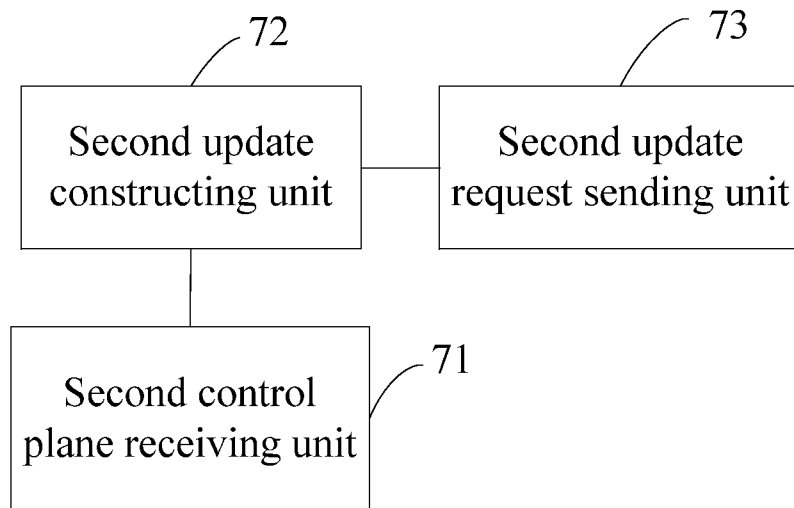 72
73
Second update
constructing unit
Second update
request sending unit
71
Second control
plane receiving unit